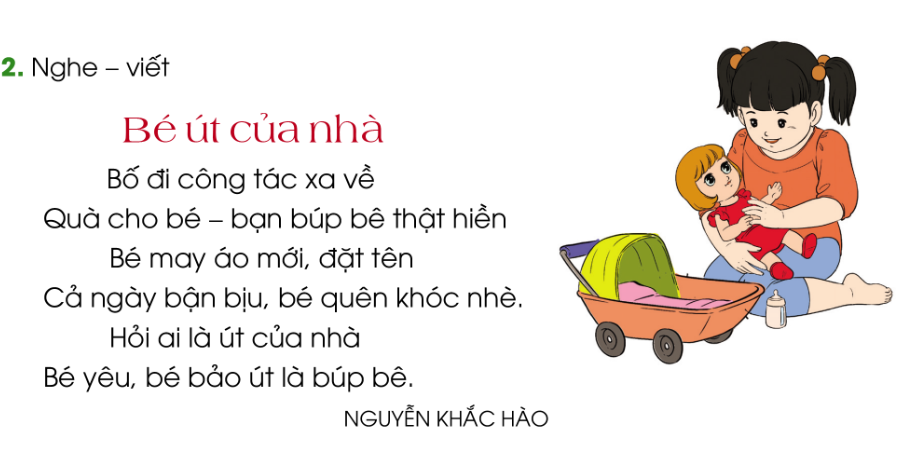 2. Nghe – viết
Bé út của nhà
Bố đi công tác xa về
Quà cho bé – bạn búp bê thật hiền
Bé may áo mới, đặt tên
Cả ngày bận bịu, bé quên khóc nhè.
Hỏi ai là út của nhà
Bé yêu, bé bảo út là búp bê.
NGUYỄN KHẮC HÀO